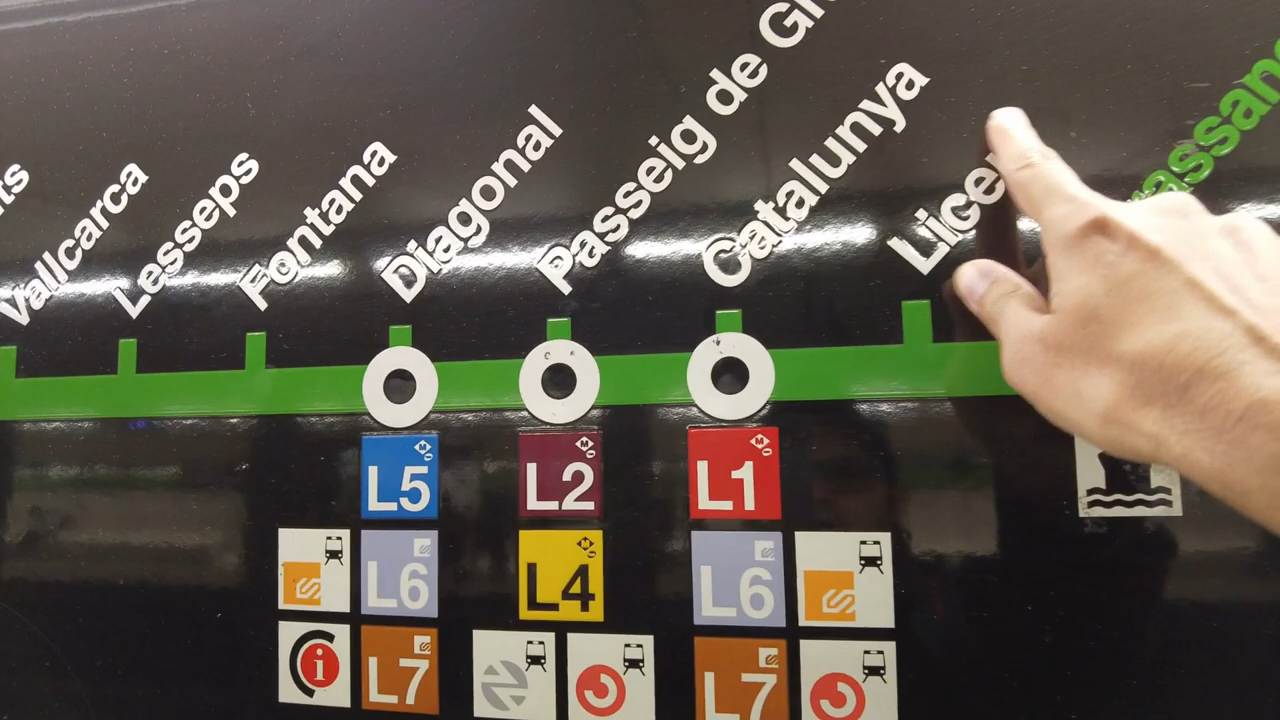 Vallcarca
Lesseps
Fontana
Diagonal
Passeig de
Catalunya
L5
L2
L1
L6
L4
L6
L7
L7
M
M
M
M
i